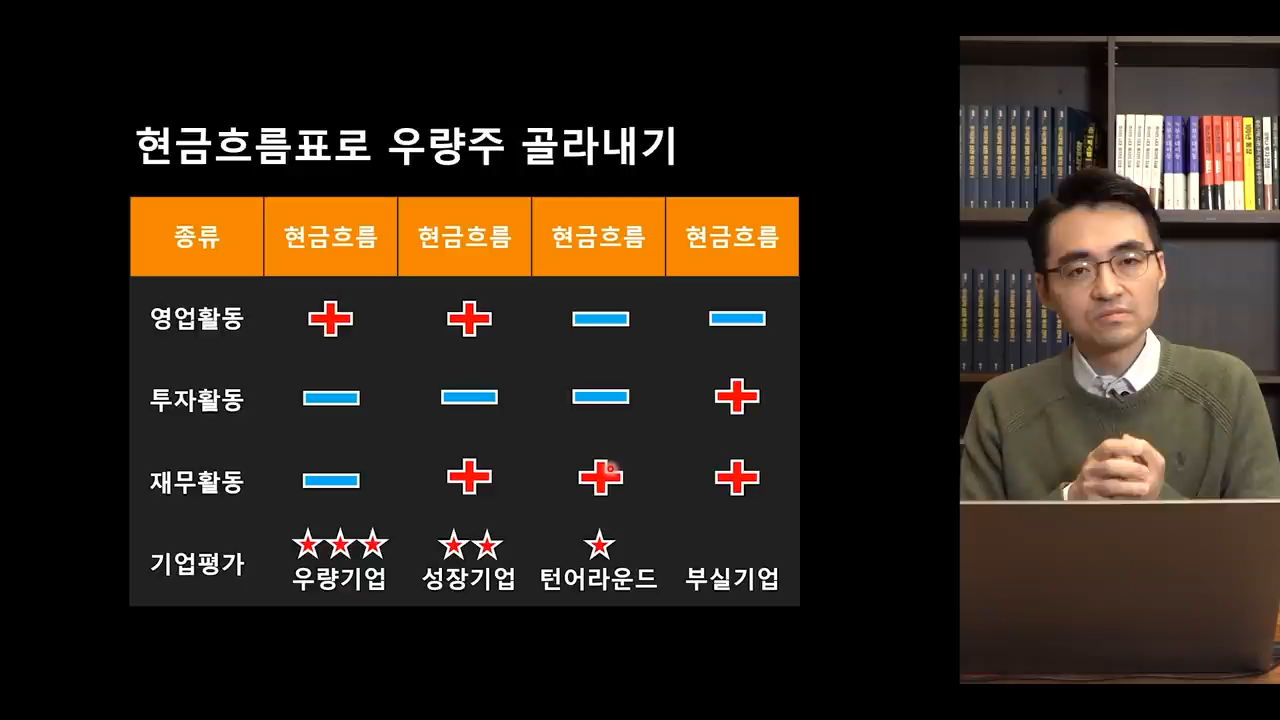 현금흐름표로 우량주 골라내기
종류 현금흐름 현금흐름 현금흐름 현금흐름
영업활동 + + - -
투자활동 - - - +
재무활동 - + + +
기업평가 ★★★ ★★ ★
우량기업 성장기업 턴어라운드 부실기업